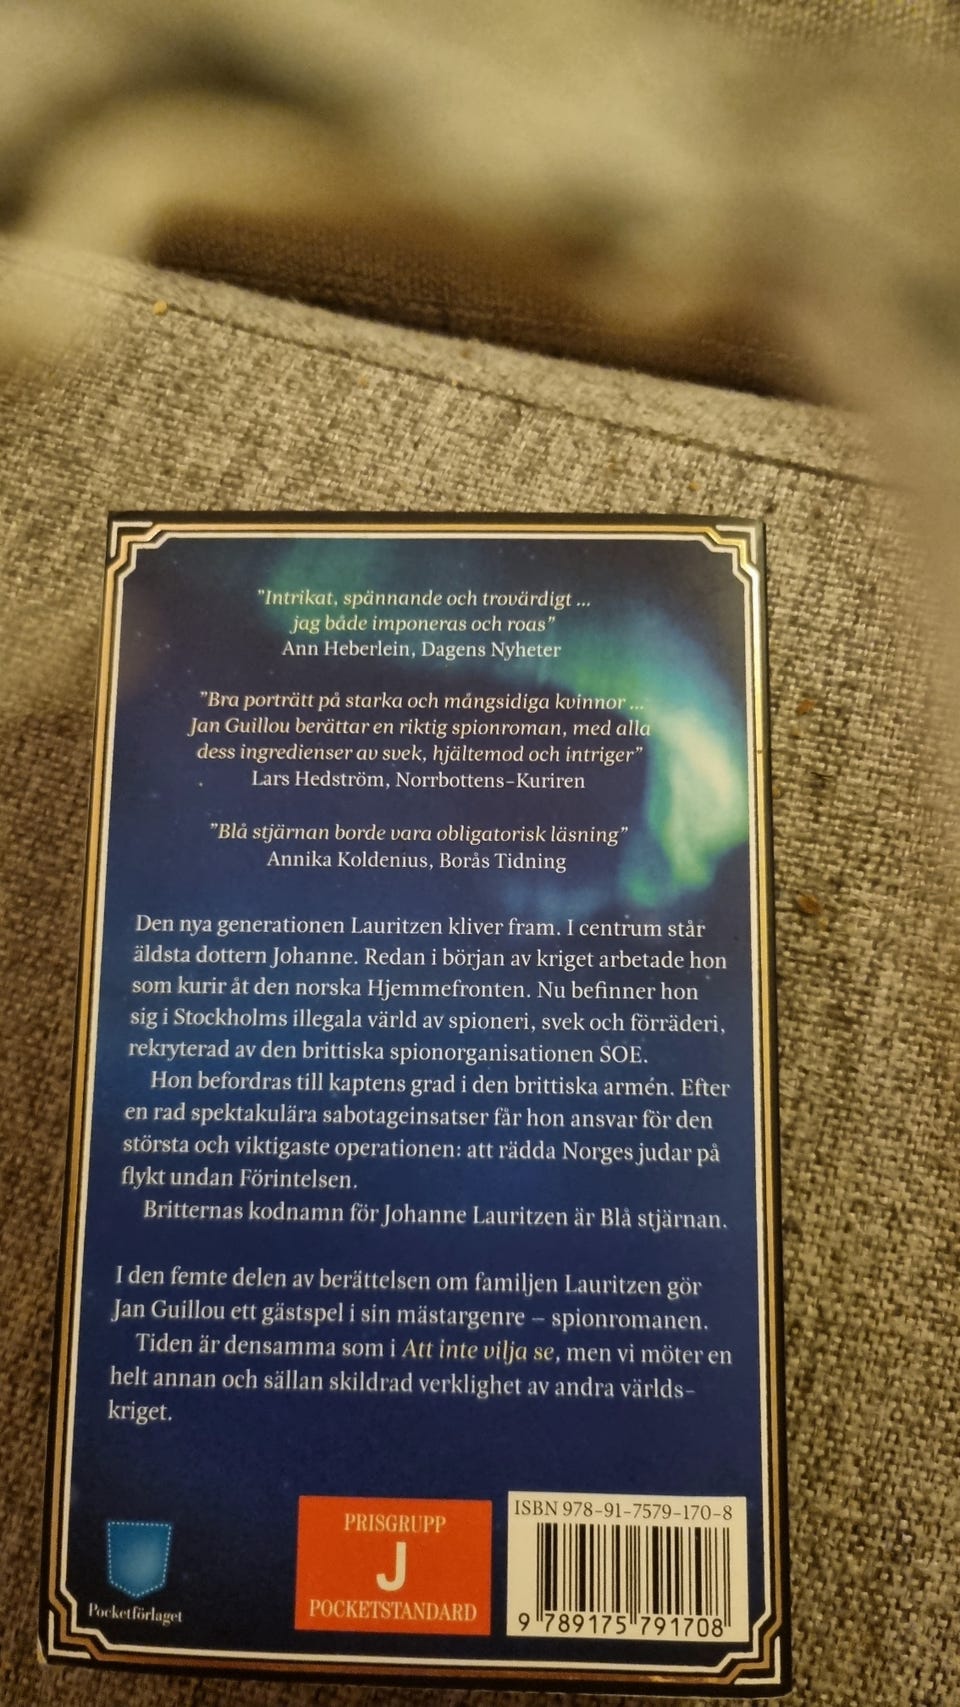 ”Intrikat, spännande och trovärdigt ...
jag både imponeras och roas”
Ann Heberlein, Dagens Nyheter
”Bra porträtt på starka och mångsidiga kvinnor ...
Jan Guillou berättar en riktig spionroman, med alla
dess ingredienser av svek, hjältemod och intriger”
Lars Hedström, Norrbottens-Kuriren
”Blå stjärnan borde vara obligatorisk läsning”
Annika Koldenius, Borås Tidning
Den nya generationen Lauritzen kliver fram. I centrum står
äldsta dottern Johanne. Redan i början av kriget arbetade hon
som kurir åt den norska Hjemmefronten. Nu befinner hon
sig i Stockholms illegala värld av spioneri, svek och förräderi,
rekryterad av den brittiska spionorganisationen SOE.
Hon befordras till kaptens grad i den brittiska armén. Efter
en rad spektakulära sabotageinsatser får hon ansvar för den
största och viktigaste operationen: att rädda Norges judar på
flykt undan Förintelsen.
Britternas kodnamn för Johanne Lauritzen är Blå stjärnan.
I den femte delen av berättelsen om familjen Lauritzen gör
Jan Guillou ett gästspel i sin mästargenre – spionromanen.
Tiden är densamma som i Att inte vilja se, men vi möter en
helt annan och sällan skildrad verklighet av andra världs-
kriget.
Pocketförlaget
PRISGRUPP
J
POCKETSTANDARD
ISBN 978-91-7579-170-8
9 789175 791708